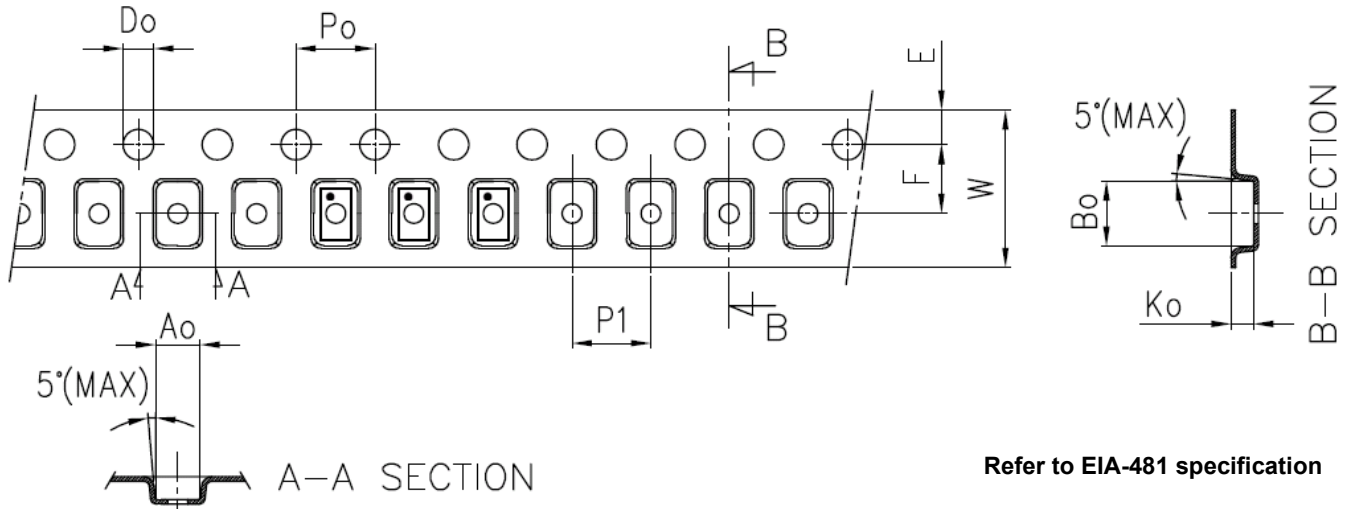 Do
Po
B
E
5°(MAX)
F
W
Bo
B-B SECTION
A
A
Ko
P1
B
Ao
5°(MAX)
A-A SECTION
Refer to EIA-481 specification